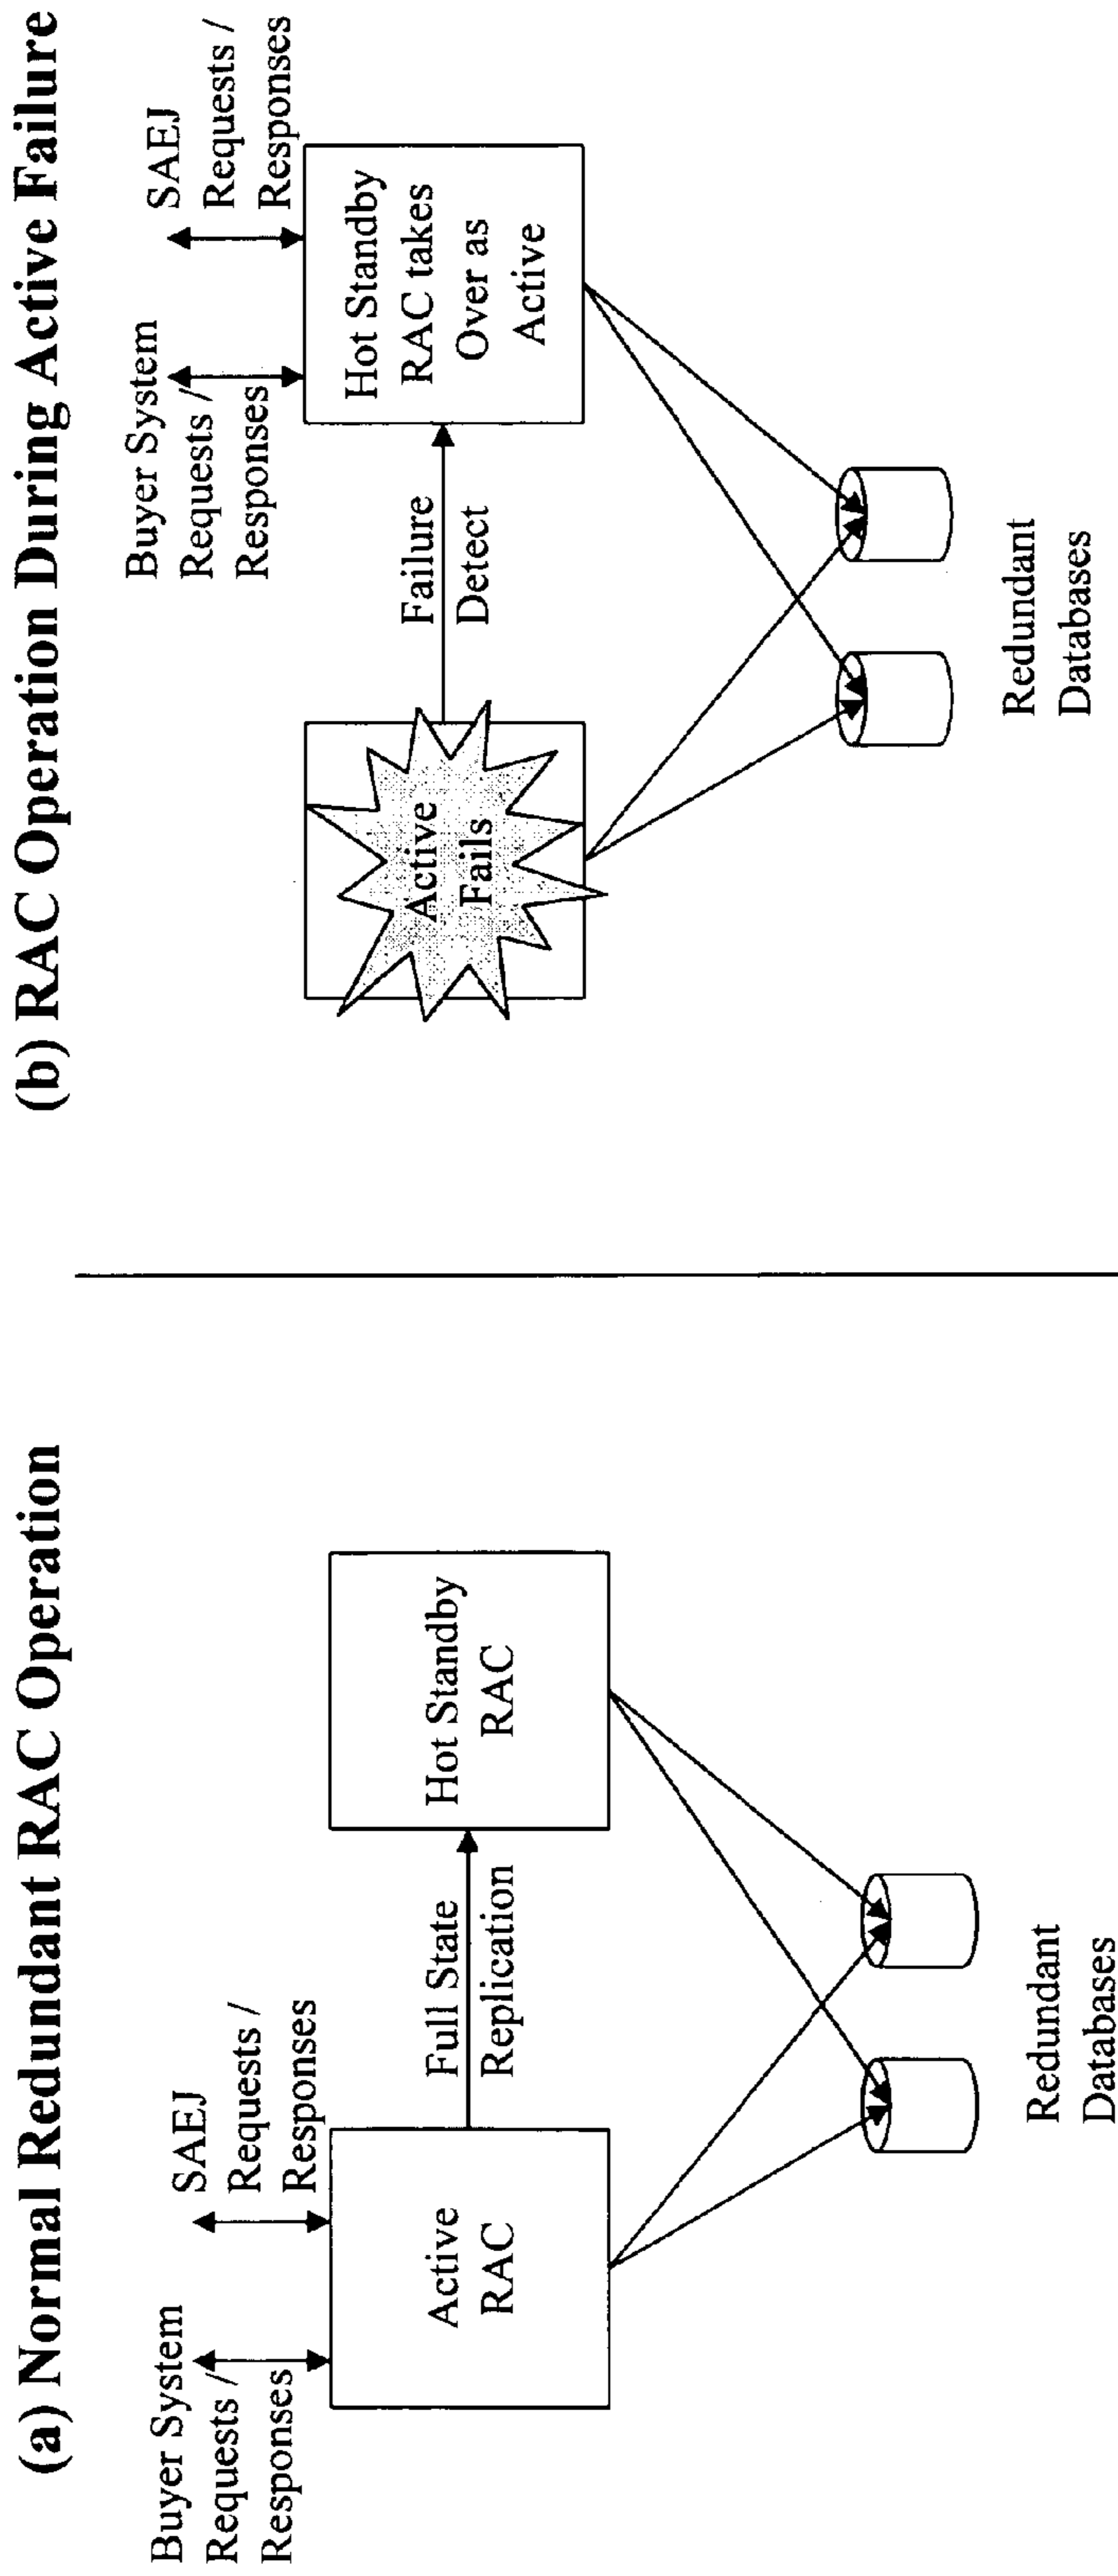 (a) Normal Redundant RAC Operation
Buyer System
Requests /
Responses
SAEJ
Requests /
Responses
Active
RAC
Full State
Replication
Hot Standby
RAC
Redundant
Databases
(b) RAC Operation During Active Failure
Buyer System
Requests /
Responses
SAEJ
Requests /
Responses
Active
Fails
Failure
Detect
Hot Standby
RAC takes
Over as
Active
Redundant
Databases